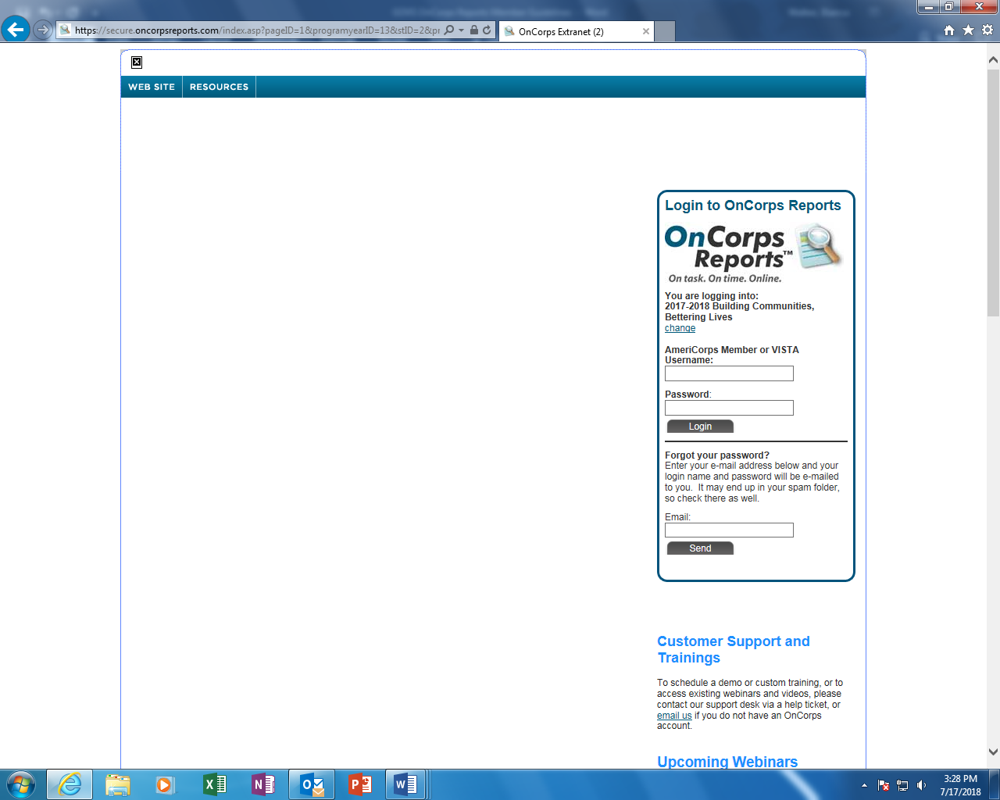 https://secure.oncorpsreports.com/index.asp?pageID=1&programyearID=13&stID=2&pr
OnCorps Extranet (2)
WEB SITE
RESOURCES
Login to OnCorps Reports
OnCorps
Reports™
On task. On time. Online.
You are logging into:
2017-2018 Building Communities,
Bettering Lives
change
AmeriCorps Member or VISTA
Username:
Password:
Login
Forgot your password?
Enter your e-mail address below and your
login name and password will be e-mailed
to you. It may end up in your spam folder,
so check there as well.
Email:
Send
Customer Support and
Trainings
To schedule a demo or custom training, or to
access existing webinars and videos, please
contact our support desk via a help ticket, or
email us if you do not have an OnCorps
account.
Upcoming Webinars
3:28 PM
7/17/2018